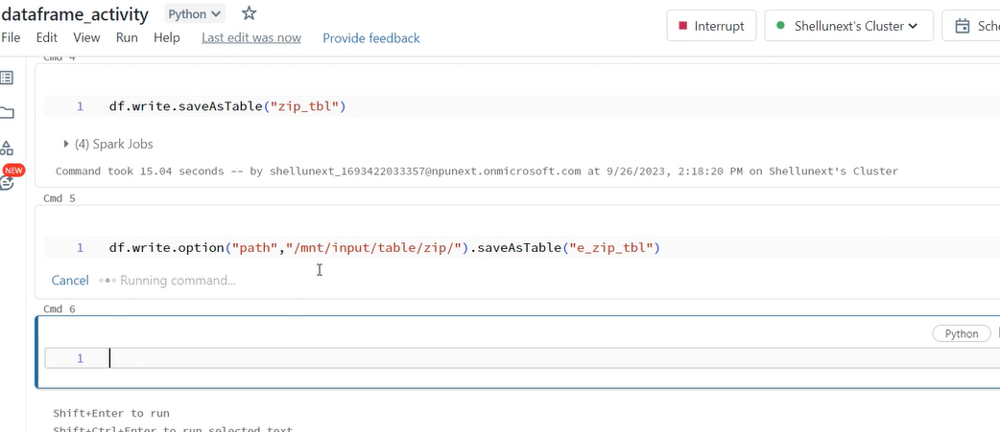 dataframe_activity Python
File Edit View Run Help Last edit was now Provide feedback
Interrupt Shellunext's Cluster Sche
Cmd 4
1 df.write.saveAsTable("zip_tbl")
(4) Spark Jobs
Command took 15.04 seconds -- by shellunext_1693422033357@npunext.onmicrosoft.com at 9/26/2023, 2:18:20 PM on Shellunext's Cluster
NEW
Cmd 5
1 df.write.option("path","/mnt/input/table/zip/").saveAsTable("e_zip_tbl")
Cancel Running command...
Cmd 6
Python
1
Shift+Enter to run
Shift+Ctrl+Enter to run selected text